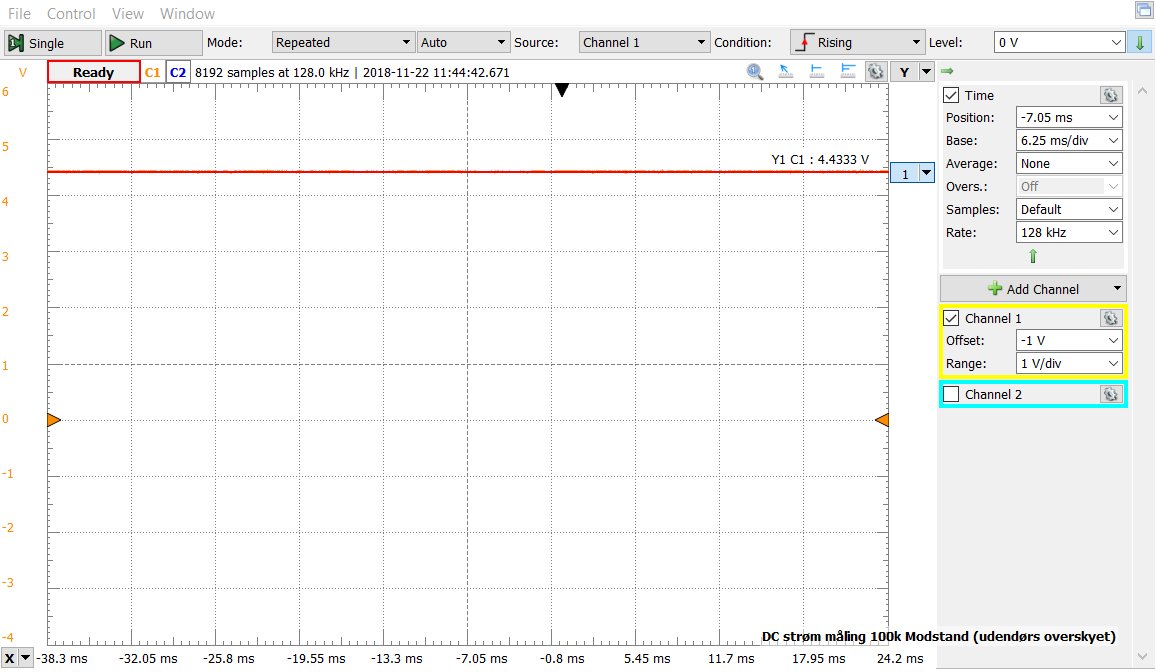 File Control View Window
Single Run Mode: Repeated Auto Source: Channel 1 Condition: Rising Level: 0 V
V Ready C1 C2 8192 samples at 128.0 kHz | 2018-11-22 11:44:42.671 Y
6
5
4
3
2
1
0
-1
-2
-3
-4
Y1 C1 : 4.4333 V
1
DC strøm måling 100k Modstand (udendørs overskyet)
X -38.3 ms -32.05 ms -25.8 ms -19.55 ms -13.3 ms -7.05 ms -0.8 ms 5.45 ms 11.7 ms 17.95 ms 24.2 ms
Time
Position: -7.05 ms
Base: 6.25 ms/div
Average: None
Overs.: Off
Samples: Default
Rate: 128 kHz
Add Channel
Channel 1
Offset: -1 V
Range: 1 V/div
Channel 2